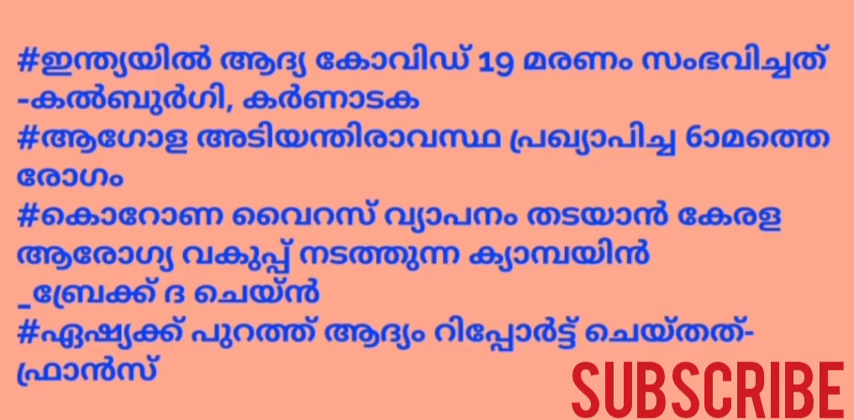 #ഇന്ത്യയിൽ ആദ്യ കോവിഡ് 19 മരണം സംഭവിച്ചത്
-കൽബുർഗി, കർണാടക
#ആഗോള അടിയന്തിരാവസ്ഥ പ്രഖ്യാപിച്ച 6ാമത്തെ
രോഗം
#കൊറോണ വൈറസ് വ്യാപനം തടയാൻ കേരള
ആരോഗ്യ വകുപ്പ് നടത്തുന്ന ക്യാമ്പയിൻ
_ബ്രേക്ക് ദ ചെയ്ൻ
#ഏഷ്യക്ക് പുറത്ത് ആദ്യം റിപ്പോർട്ട് ചെയ്തത്-
ഫ്രാൻസ്
SUBSCRIBE